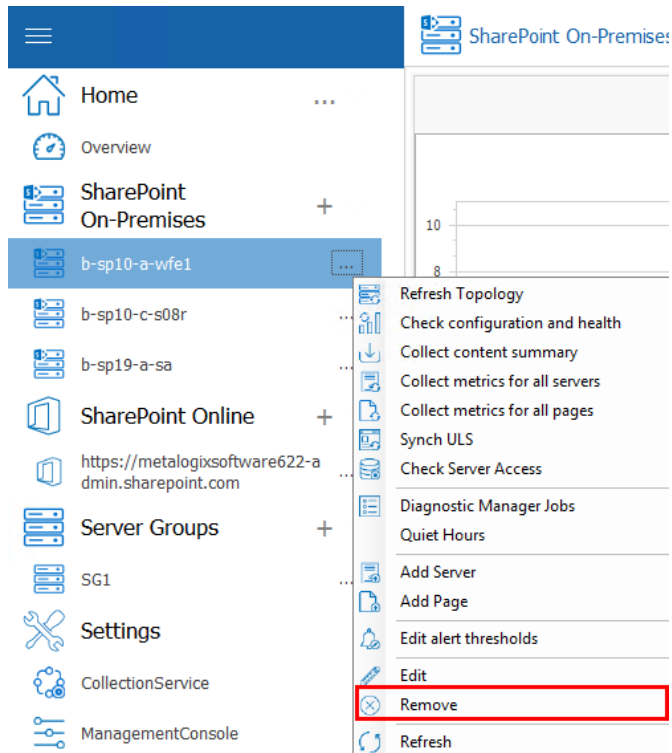 SharePoint On-Premises
Home
...
Overview
SharePoint
On-Premises
+
b-sp10-a-wfe1
...
b-sp10-c-s08r
...
b-sp19-a-sa
...
SharePoint Online
+
https://metalogixsoftware622-a
dmin.sharepoint.com
...
Server Groups
+
SG1
...
Settings
CollectionService
ManagementConsole
10
8
Refresh Topology
Check configuration and health
Collect content summary
Collect metrics for all servers
Collect metrics for all pages
Synch ULS
Check Server Access
Diagnostic Manager Jobs
Quiet Hours
Add Server
Add Page
Edit alert thresholds
Edit
Remove
Refresh